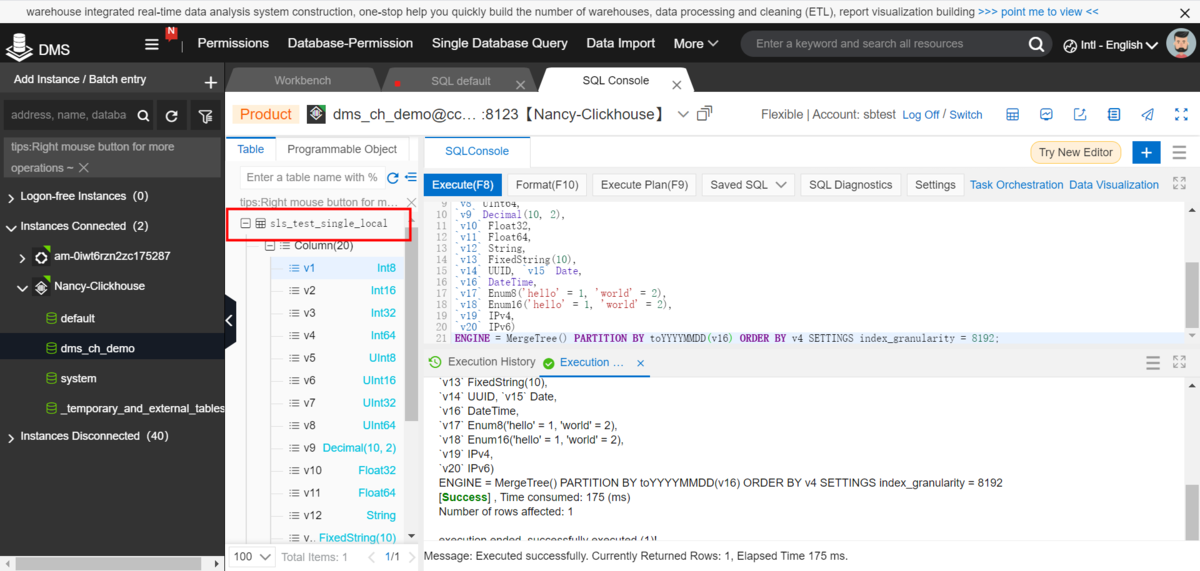 warehouse integrated real-time data analysis system construction, one-stop help you quickly build the number of warehouses, data processing and cleaning (ETL), report visualization building >>> point me to view <<
DMS
N
Permissions
Database-Permission
Single Database Query
Data Import
More
Enter a keyword and search all resources
Intl - English
Add Instance / Batch entry
Workbench
SQL default
SQL Console
address, name, databa
tips:Right mouse button for more
operations ~
Logon-free Instances (0)
Instances Connected (2)
am-0iwt6rzn2zc175287
Nancy-Clickhouse
default
dms_ch_demo
system
_temporary_and_external_tables
Instances Disconnected (40)
Product
dms_ch_demo@cc... :8123【Nancy-Clickhouse】
Flexible | Account: sbtest Log Off / Switch
Table
Programmable Object
Enter a table name with %
tips:Right mouse button for m...
sls_test_single_local
Column(20)
v1 Int8
v2 Int16
v3 Int32
v4 Int64
v5 UInt8
v6 UInt16
v7 UInt32
v8 UInt64
v9 Decimal(10, 2)
v10 Float32
v11 Float64
v12 String
v.. FixedString(10)
100
Total Items: 1
1/1
SQLConsole
Try New Editor
Execute(F8)
Format(F10)
Execute Plan(F9)
Saved SQL
SQL Diagnostics
Settings
Task Orchestration
Data Visualization
9 `v8` UInt64,
10 `v9` Decimal(10, 2),
11 `v10` Float32,
12 `v11` Float64,
13 `v12` String,
14 `v13` FixedString(10),
15 `v14` UUID, `v15` Date,
16 `v16` DateTime,
17 `v17` Enum8('hello' = 1, 'world' = 2),
18 `v18` Enum16('hello' = 1, 'world' = 2),
19 `v19` IPv4,
20 `v20` IPv6)
21 ENGINE = MergeTree() PARTITION BY toYYYYMMDD(v16) ORDER BY v4 SETTINGS index_granularity = 8192;
Execution History
Execution ...
`v13` FixedString(10),
`v14` UUID, `v15` Date,
`v16` DateTime,
`v17` Enum8('hello' = 1, 'world' = 2),
`v18` Enum16('hello' = 1, 'world' = 2),
`v19` IPv4,
`v20` IPv6)
ENGINE = MergeTree() PARTITION BY toYYYYMMDD(v16) ORDER BY v4 SETTINGS index_granularity = 8192
[Success] , Time consumed: 175 (ms)
Number of rows affected: 1
execution ended, successfully executed (1)!
Message: Executed successfully. Currently Returned Rows: 1, Elapsed Time 175 ms.